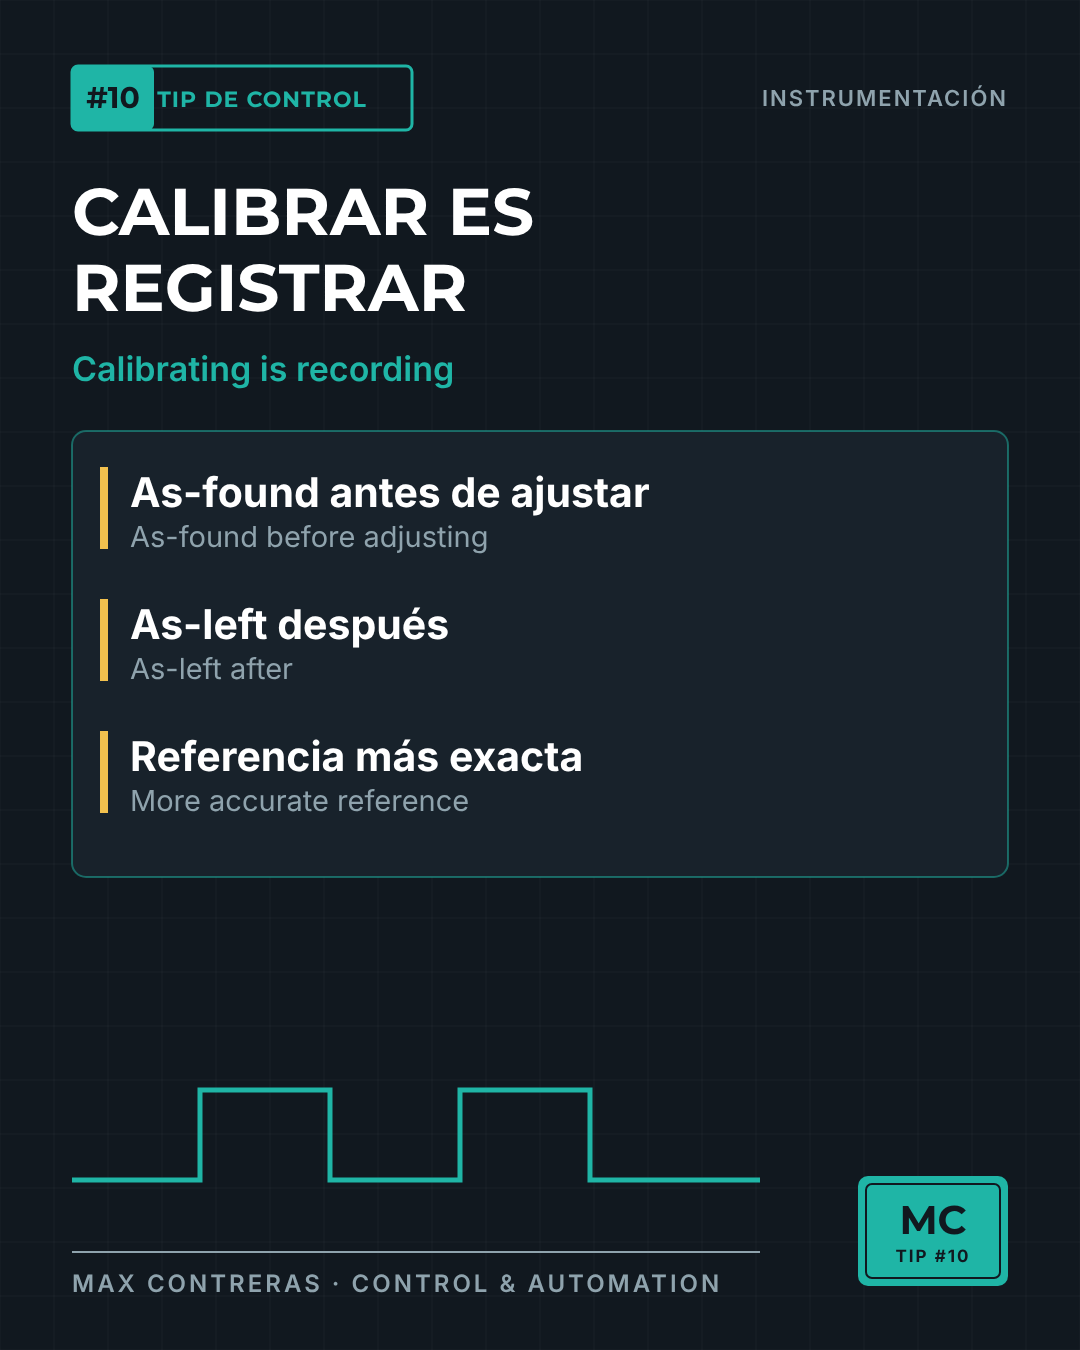 #10 TIP DE CONTROL
INSTRUMENTACIÓN
CALIBRAR ES
REGISTRAR
Calibrating is recording
As-found antes de ajustar
As-found before adjusting
As-left después
As-left after
Referencia más exacta
More accurate reference
MC
TIP #10
MAX CONTRERAS · CONTROL & AUTOMATION